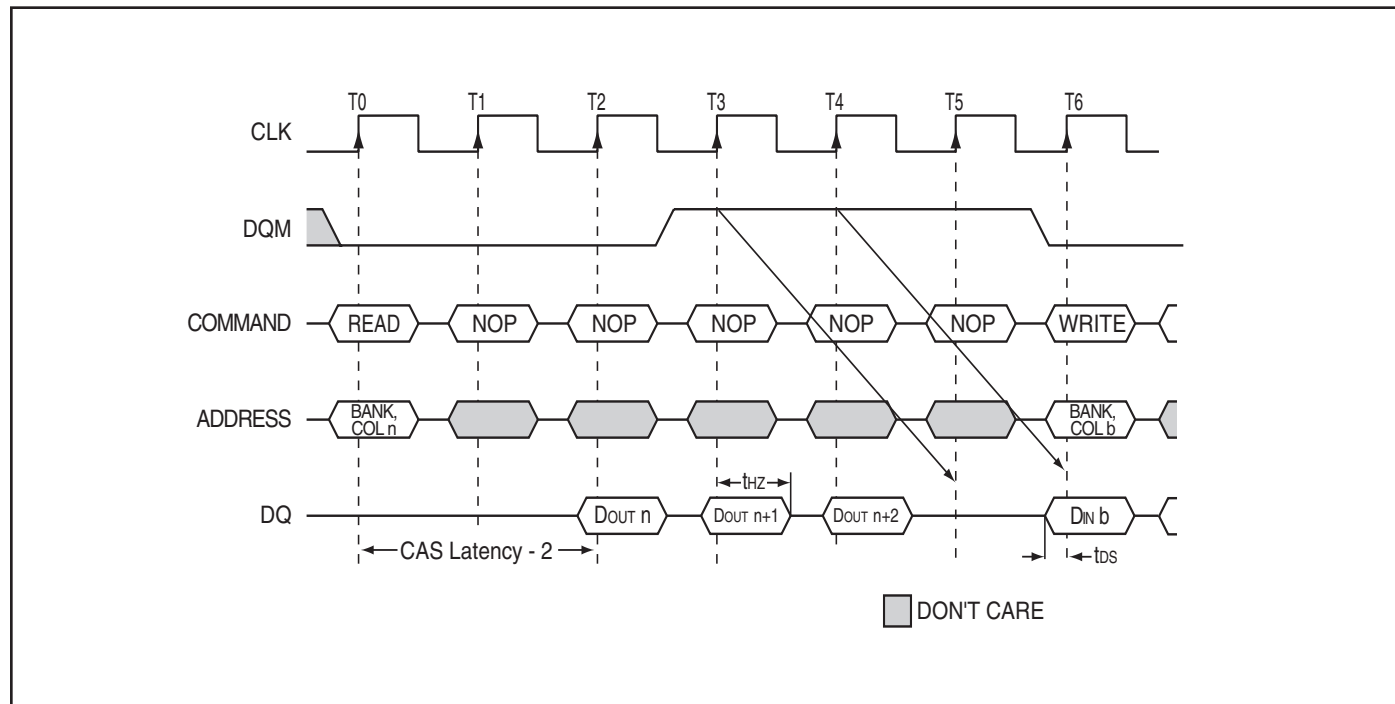 T0 T1 T2 T3 T4 T5 T6
CLK
DQM
COMMAND READ NOP NOP NOP NOP NOP WRITE
ADDRESS BANK, COL n BANK, COL b
tHZ
DQ DOUT n DOUT n+1 DOUT n+2 DIN b
CAS Latency - 2 tDS
DON'T CARE